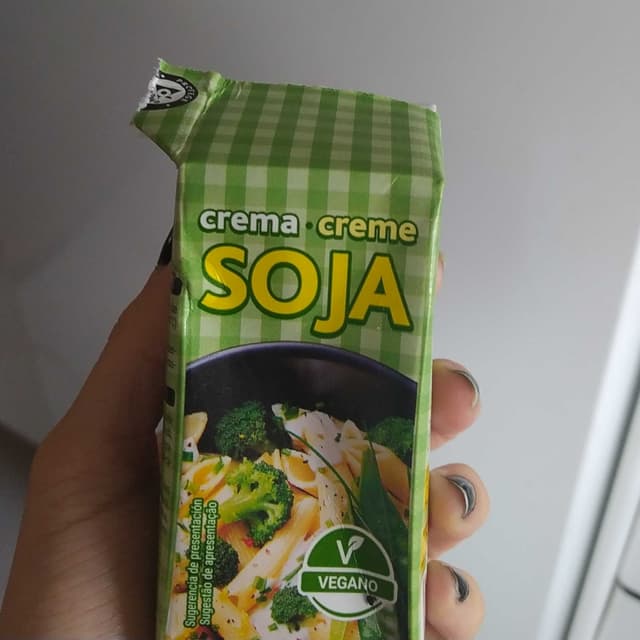 crema · creme
SOJA
Sugerencia de presentación
Sugestão de apresentação
V
VEGANO